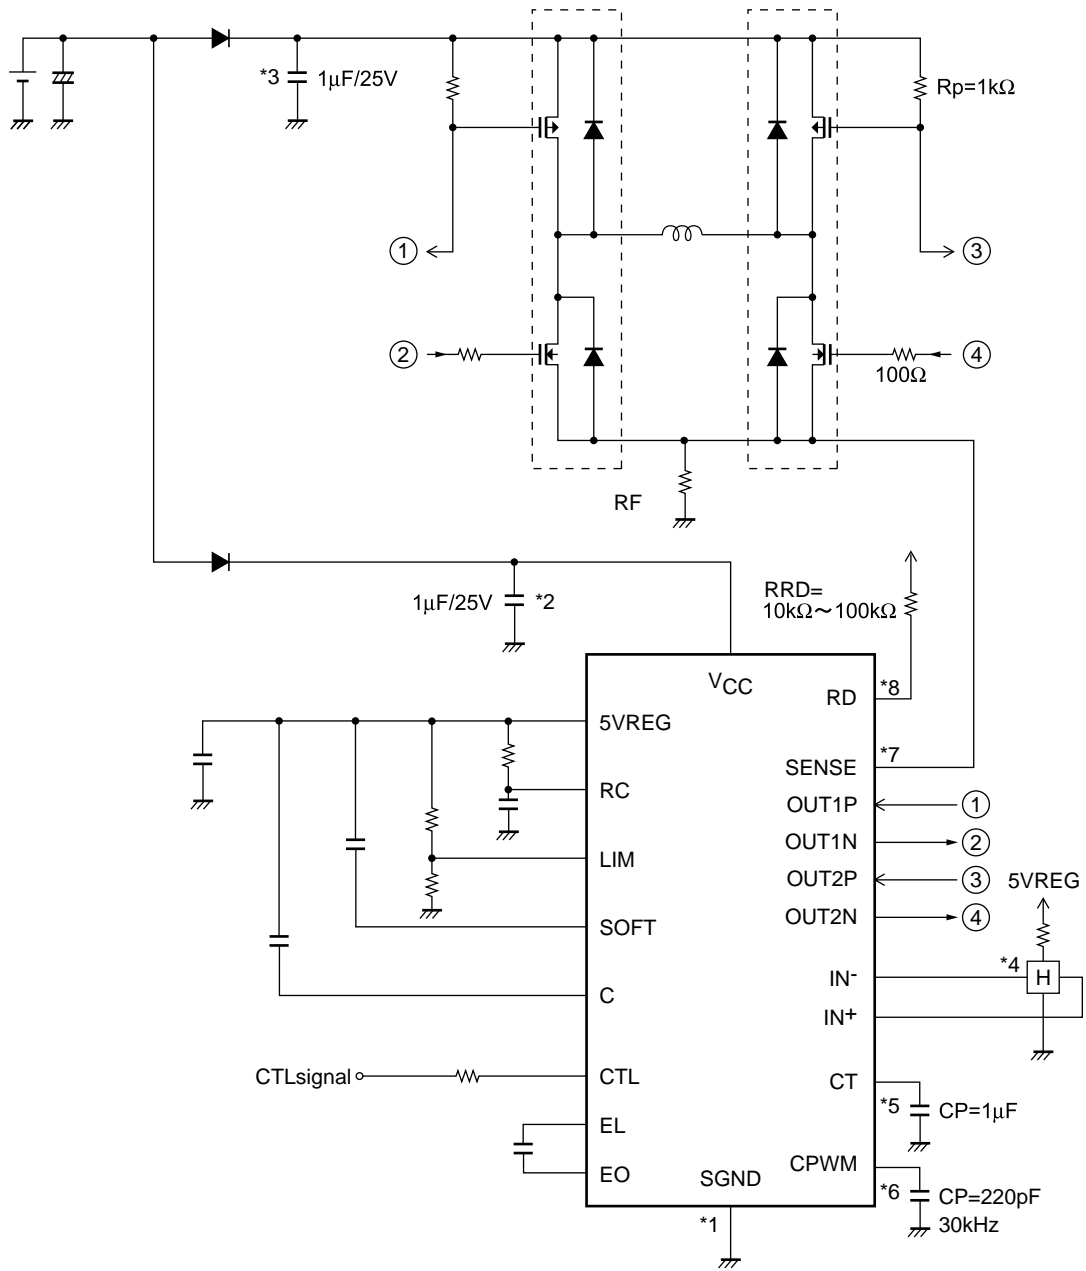 *3 1μF/25V
Rp=1kΩ
1
3
2
4
100Ω
RF
1μF/25V *2
RRD=
10kΩ~100kΩ
VCC
RD
*8
5VREG
SENSE
*7
RC
OUT1P
1
OUT1N
2
LIM
OUT2P
3
5VREG
OUT2N
4
SOFT
IN-
*4
H
C
IN+
CTLsignal
CTL
CT
*5
CP=1μF
EL
EO
CPWM
*6
CP=220pF
30kHz
SGND
*1